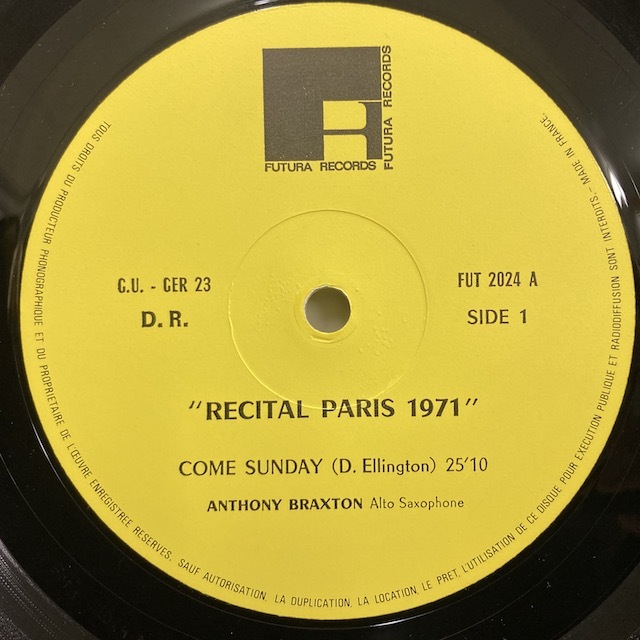 FUTURA RECORDS
FUTURA RECORDS
C.U. - CER 23
D. R.
FUT 2024 A
SIDE 1
"RECITAL PARIS 1971"
COME SUNDAY (D. Ellington) 25'10
ANTHONY BRAXTON Alto Saxophone
TOUS DROITS DU PRODUCTEUR PHONOGRAPHIQUE ET DU PROPRIETAIRE DE L'ŒUVRE ENREGISTREE RESERVES. SAUF AUTORISATION, LA DUPLICATION, LA LOCATION, LE PRET, L'UTILISATION DE CE DISQUE POUR EXECUTION PUBLIQUE ET RADIODIFFUSION SONT INTERDITS. - MADE IN FRANCE.